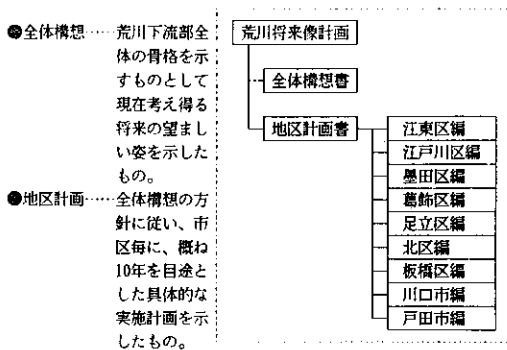 ●全体構想……荒川下流部全
体の骨格を示
すものとして
現在考え得る
将来の望まし
い姿を示した
もの。
●地区計画……全体構想の方
針に従い、市
区毎に、概ね
10年を目途と
した具体的な
実施計画を示
したもの。
荒川将来像計画
全体構想書
地区計画書
江東区編
江戸川区編
墨田区編
葛飾区編
足立区編
北区編
板橋区編
川口市編
戸田市編